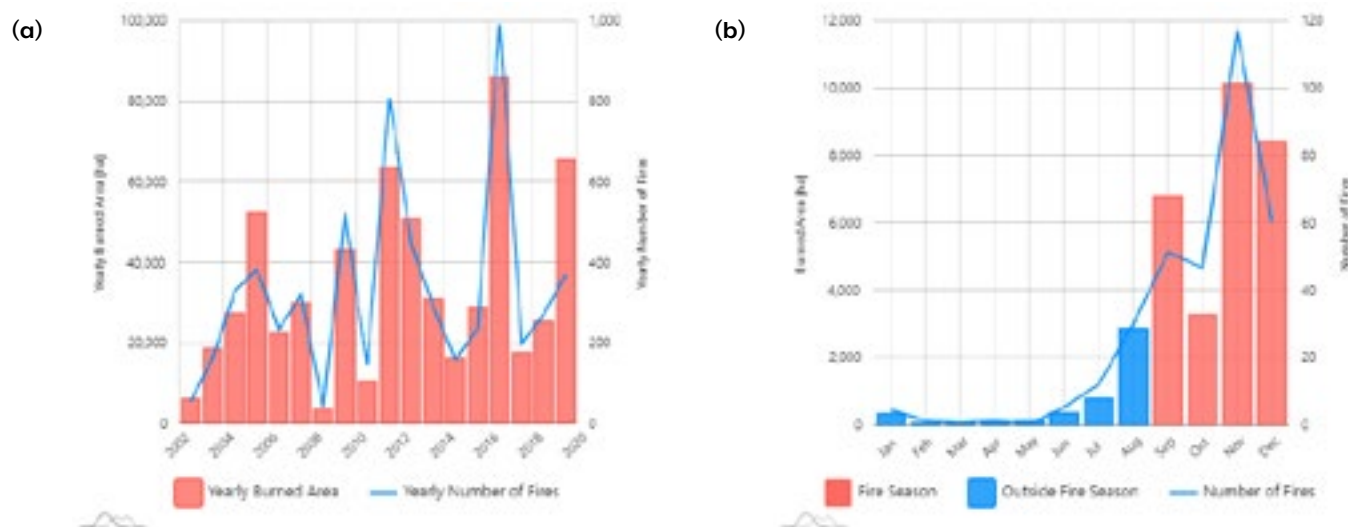 (a)
100,000
80,000
60,000
40,000
20,000
0
Yearly Burned Area [ha]
1,000
800
600
400
200
0
Yearly Number of Fires
2002
2004
2006
2008
2010
2012
2014
2016
2018
2020
Yearly Burned Area
Yearly Number of Fires
(b)
12,000
10,000
8,000
6,000
4,000
2,000
0
Burned Area [ha]
120
100
80
60
40
20
0
Number of Fires
Jan
Feb
Mar
Apr
May
Jun
Jul
Aug
Sep
Oct
Nov
Dec
Fire Season
Outside Fire Season
Number of Fires